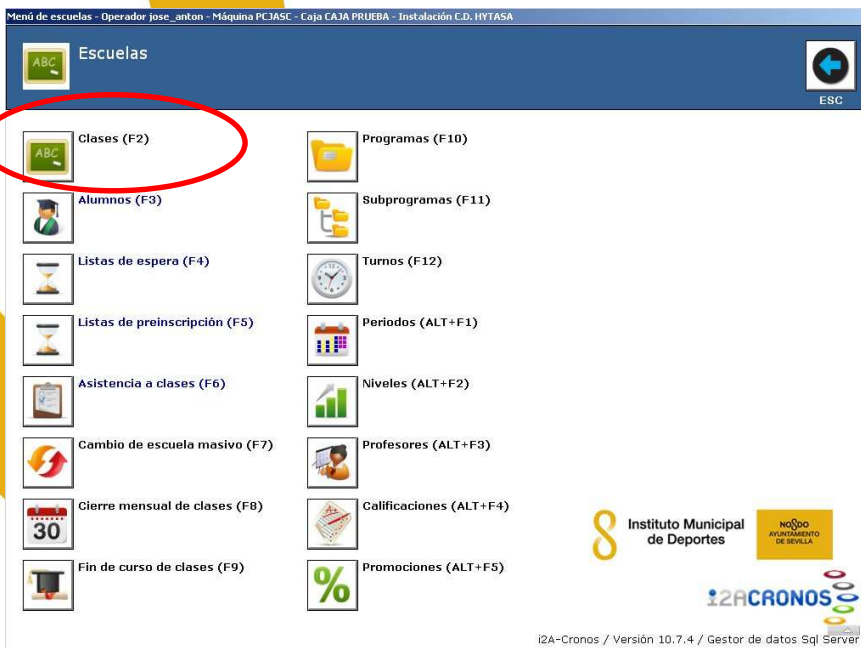 Menú de escuelas - Operador jose_anton - Máquina PCJASC - Caja CAJA PRUEBA - Instalación C.D. HYTASA
ABC
Escuelas
ESC
ABC
Clases (F2)
Programas (F10)
Alumnos (F3)
Subprogramas (F11)
Listas de espera (F4)
Turnos (F12)
Listas de preinscripción (F5)
Periodos (ALT+F1)
Asistencia a clases (F6)
Niveles (ALT+F2)
Cambio de escuela masivo (F7)
Profesores (ALT+F3)
30
Cierre mensual de clases (F8)
Calificaciones (ALT+F4)
Fin de curso de clases (F9)
%
Promociones (ALT+F5)
Instituto Municipal
de Deportes
NO8DO
AYUNTAMIENTO
DE SEVILLA
i2ACRONOS
i2A-Cronos / Versión 10.7.4 / Gestor de datos Sql Server